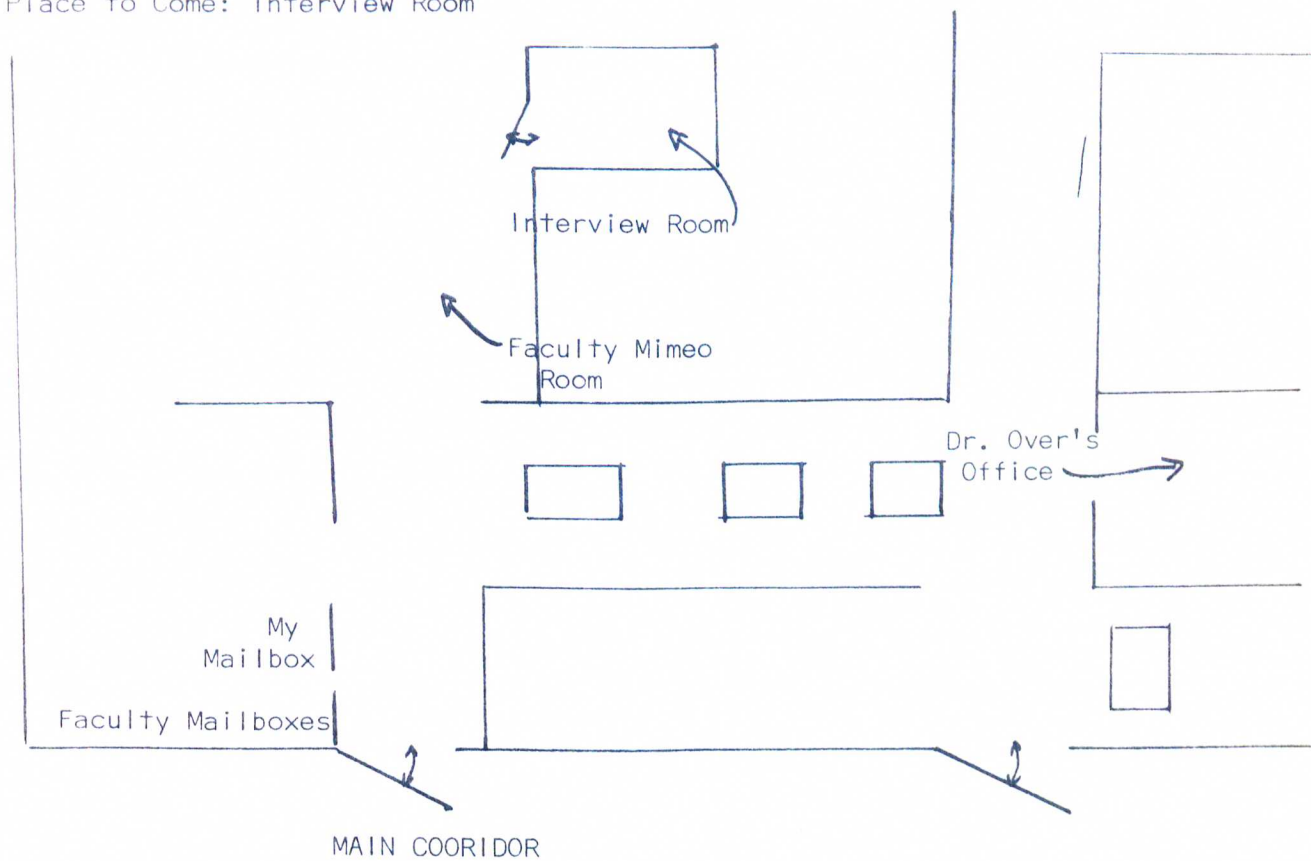 Place To Come: Interview Room
Interview Room
Faculty Mimeo
Room
Dr. Over's
Office
My
Mailbox
Faculty Mailboxes
MAIN COORIDOR